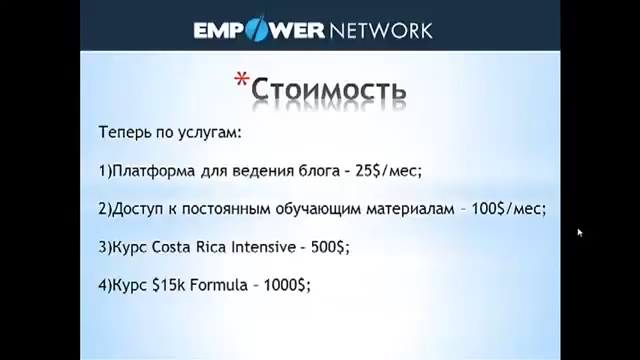 EMPOWER NETWORK
*Стоимость
Теперь по услугам:
1)Платформа для ведения блога – 25$/мес;
2)Доступ к постоянным обучающим материалам – 100$/мес;
3)Курс Costa Rica Intensive – 500$;
4)Курс $15k Formula – 1000$;